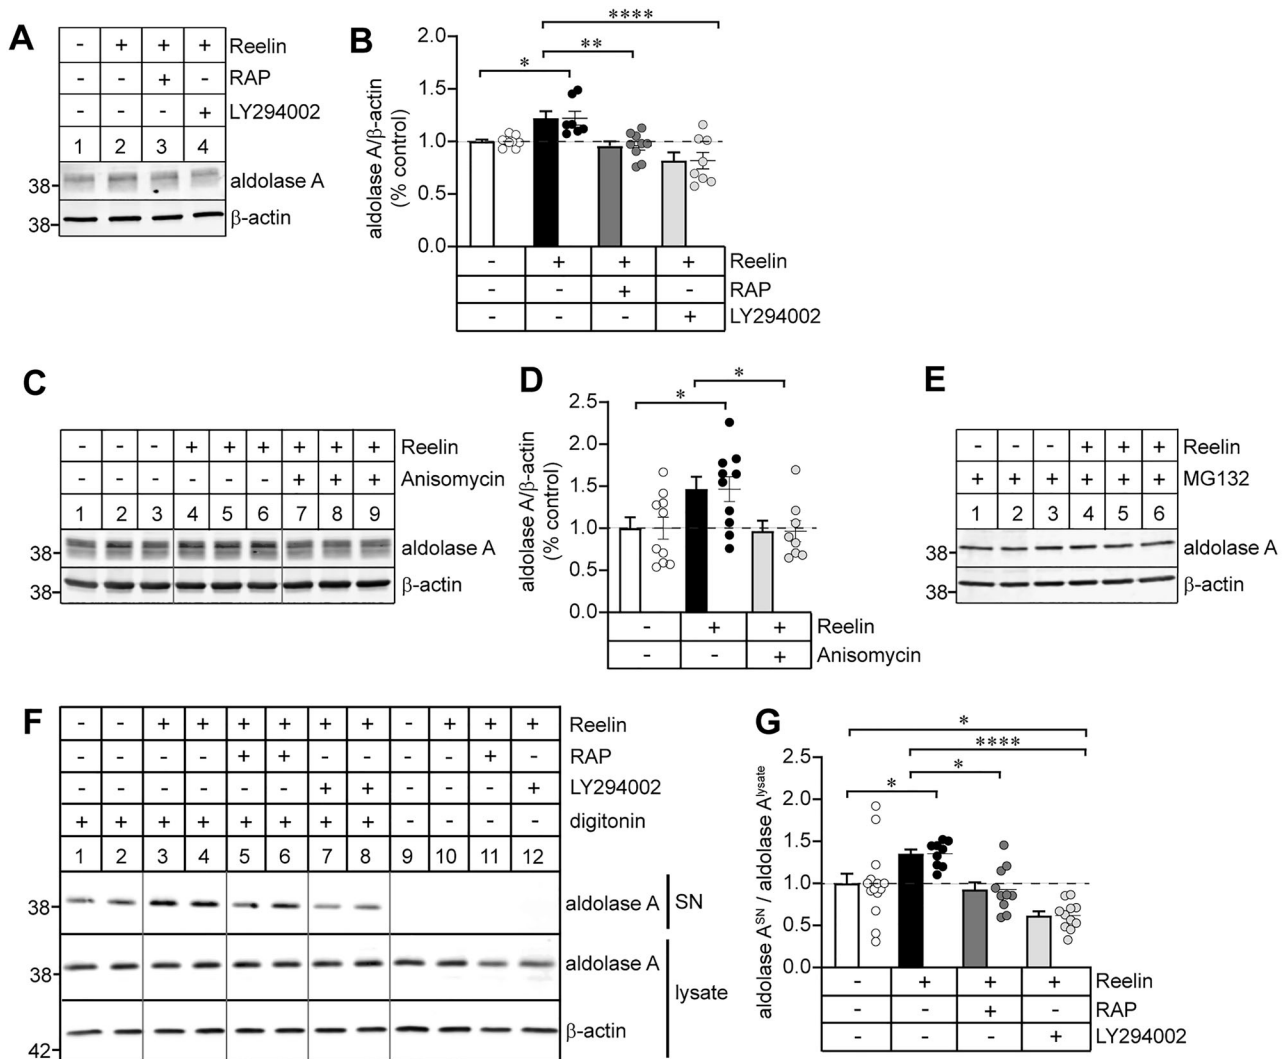 A
- + + + Reelin
- - + - RAP
- - - + LY294002
1 2 3 4
38 aldolase A
38 β-actin
B
aldolase A/β-actin
(% control)
2.0
1.5
1.0
0.5
0.0
****
**
*
- + + + Reelin
- - + - RAP
- - - + LY294002
C
- - - + + + + + + Reelin
- - - - - - + + + Anisomycin
1 2 3 4 5 6 7 8 9
38 aldolase A
38 β-actin
D
aldolase A/β-actin
(% control)
2.5
2.0
1.5
1.0
0.5
0.0
*
*
- + + Reelin
- - + Anisomycin
E
- - - + + + Reelin
+ + + + + + MG132
1 2 3 4 5 6
38 aldolase A
38 β-actin
F
- - + + + + + + - + + + Reelin
- - - - + + - - - - + - RAP
- - - - - - + + - - - + LY294002
+ + + + + + + + - - - - digitonin
1 2 3 4 5 6 7 8 9 10 11 12
38 aldolase A SN
38 aldolase A
lysate
42 β-actin
G
aldolase A^SN / aldolase A^lysate
2.5
2.0
1.5
1.0
0.5
0.0
*
****
*
*
- + + + Reelin
- - + - RAP
- - - + LY294002